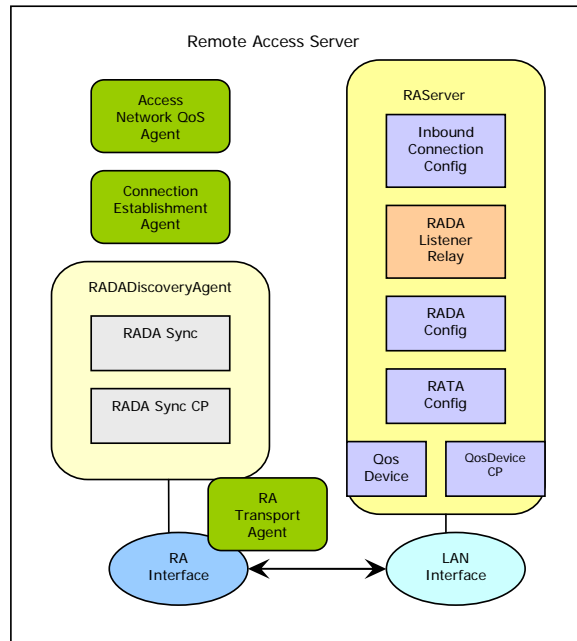 Remote Access Server
Access
Network QoS
Agent
Connection
Establishment
Agent
RADADiscoveryAgent
RADA Sync
RADA Sync CP
RA
Transport
Agent
RA
Interface
RAServer
Inbound
Connection
Config
RADA
Listener
Relay
RADA
Config
RATA
Config
Qos
Device
QosDevice
CP
LAN
Interface